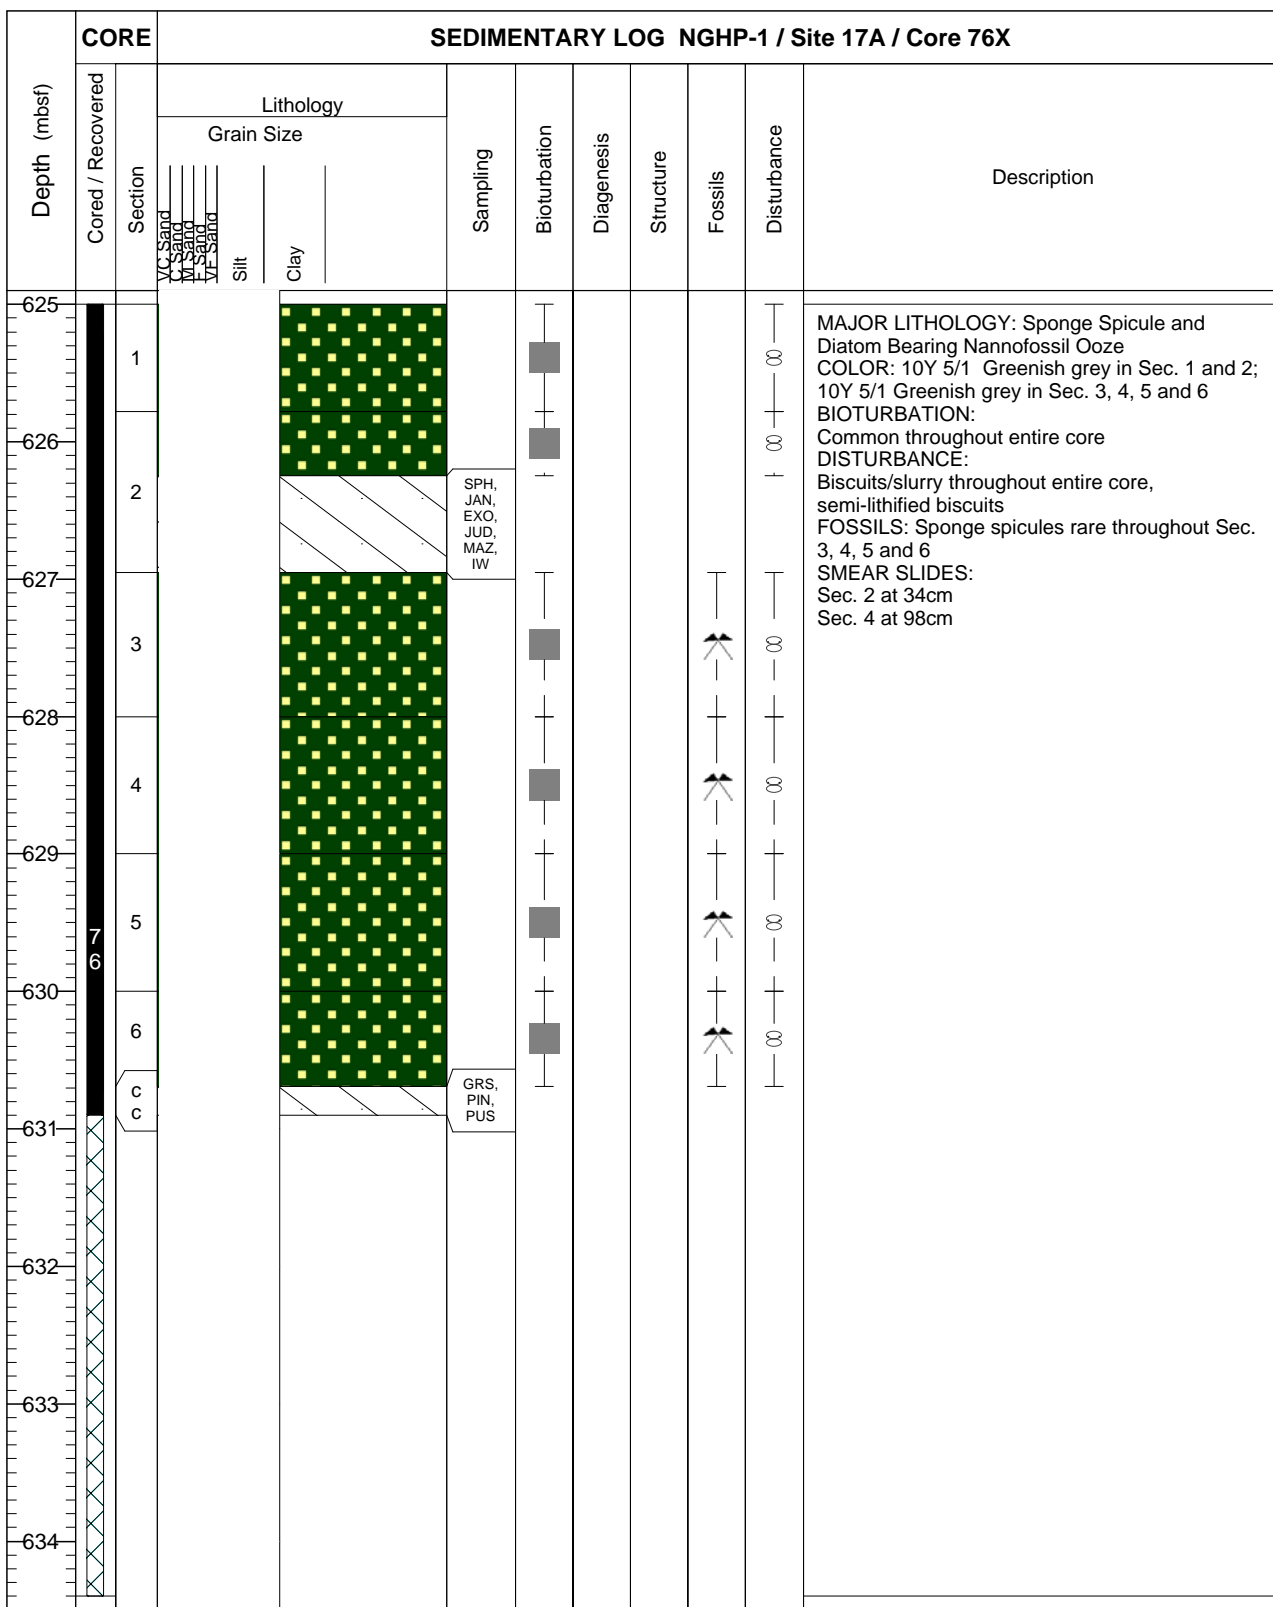 CORE
SEDIMENTARY LOG NGHP-1 / Site 17A / Core 76X
Depth (mbsf)
Cored / Recovered
Section
Lithology
Grain Size
VC Sand
C Sand
M Sand
F Sand
VF Sand
Silt
Clay
Sampling
Bioturbation
Diagenesis
Structure
Fossils
Disturbance
Description
625
626
627
628
629
630
631
632
633
634
7
6
1
2
3
4
5
6
C
C
SPH,
JAN,
EXO,
JUD,
MAZ,
IW
GRS,
PIN,
PUS
MAJOR LITHOLOGY: Sponge Spicule and
Diatom Bearing Nannofossil Ooze
COLOR: 10Y 5/1 Greenish grey in Sec. 1 and 2;
10Y 5/1 Greenish grey in Sec. 3, 4, 5 and 6
BIOTURBATION:
Common throughout entire core
DISTURBANCE:
Biscuits/slurry throughout entire core,
semi-lithified biscuits
FOSSILS: Sponge spicules rare throughout Sec.
3, 4, 5 and 6
SMEAR SLIDES:
Sec. 2 at 34cm
Sec. 4 at 98cm